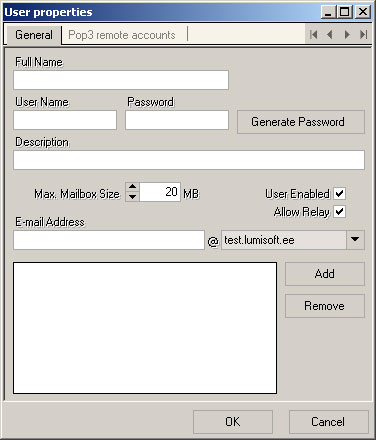 User properties
General Pop3 remote accounts
Full Name
User Name Password
Generate Password
Description
Max. Mailbox Size 20 MB User Enabled
Allow Relay
E-mail Address
@ test.lumisoft.ee
Add
Remove
OK Cancel